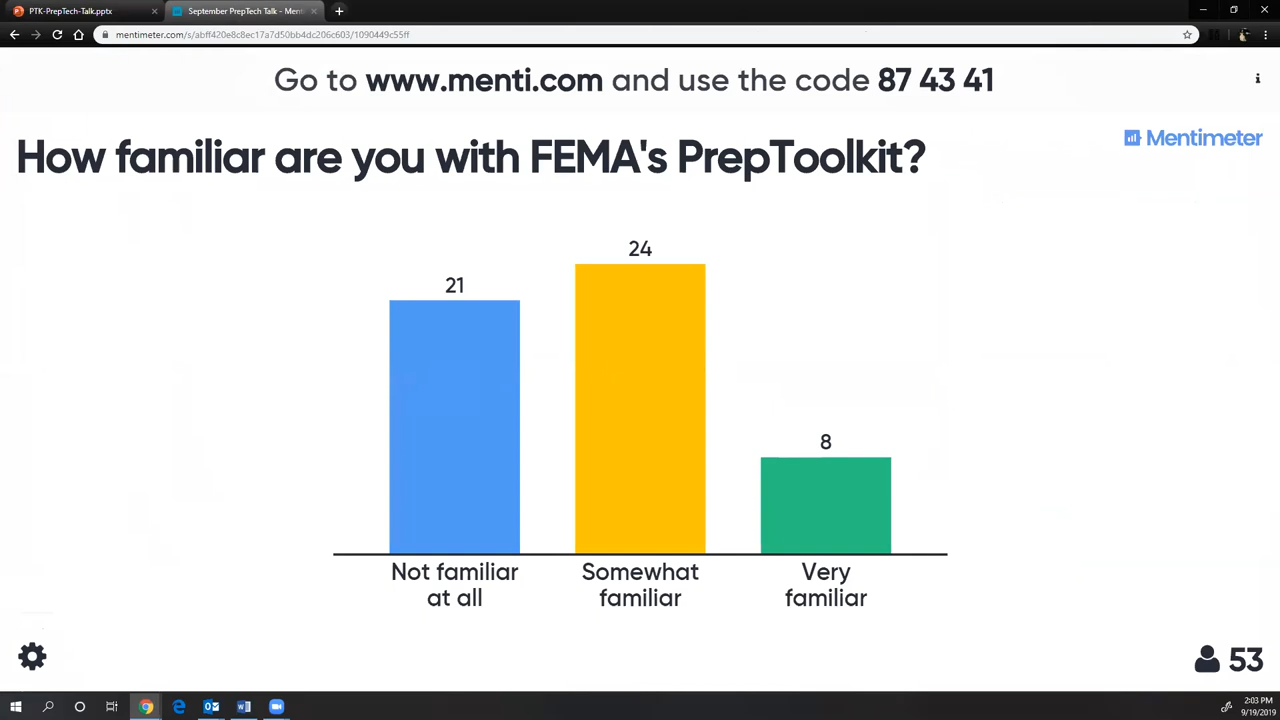 PTK-PrepTech-Talk.pptx
September PrepTech Talk - Menti
mentimeter.com/s/abff420e8c8ec17a7d50bb4dc206c603/1090449c55ff
Go to www.menti.com and use the code 87 43 41
Mentimeter
How familiar are you with FEMA's PrepToolkit?
21
24
8
Not familiar
at all
Somewhat
familiar
Very
familiar
53
2:03 PM
9/19/2019